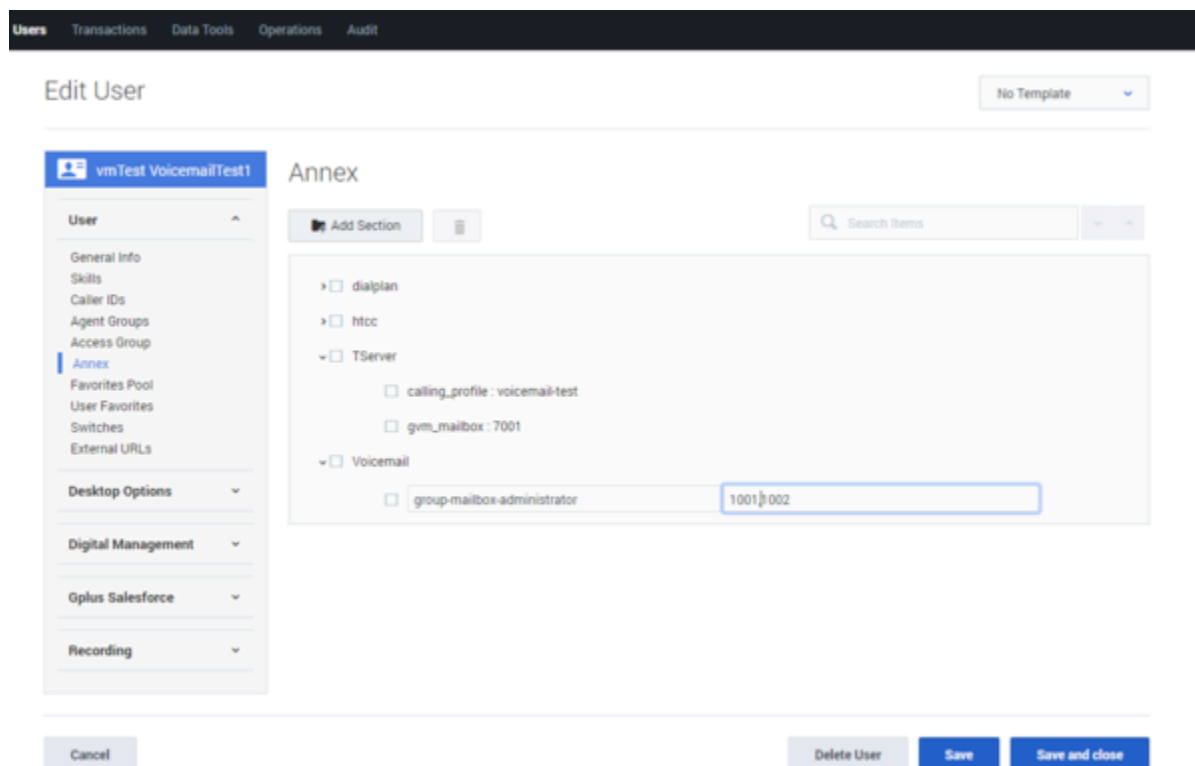 Users Transactions Data Tools Operations Audit
Edit User
No Template
vmTest VoicemailTest1
Annex
User
Add Section
Search Items
General Info
Skills
Caller IDs
Agent Groups
Access Group
Annex
Favorites Pool
User Favorites
Switches
External URLs
dialplan
htcc
TServer
calling_profile : voicemail-test
gvm_mailbox : 7001
Voicemail
group-mailbox-administrator 1001,1002
Desktop Options
Digital Management
Gplus Salesforce
Recording
Cancel Delete User Save Save and close